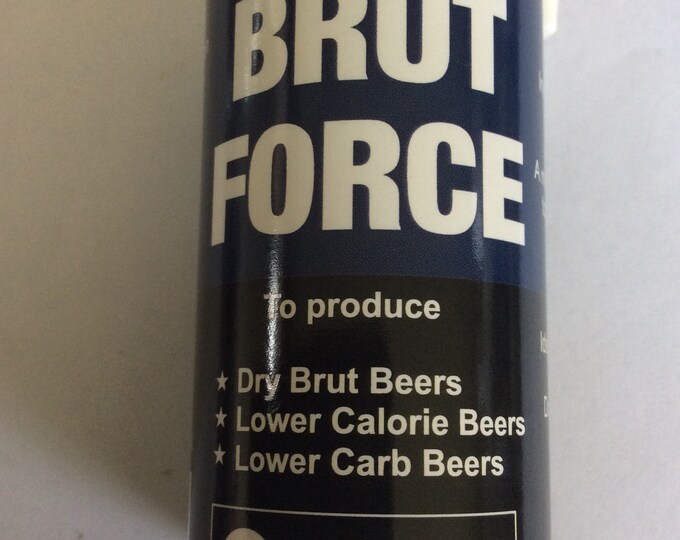 BRUT
FORCE
To produce
★ Dry Brut Beers
★ Lower Calorie Beers
★ Lower Carb Beers